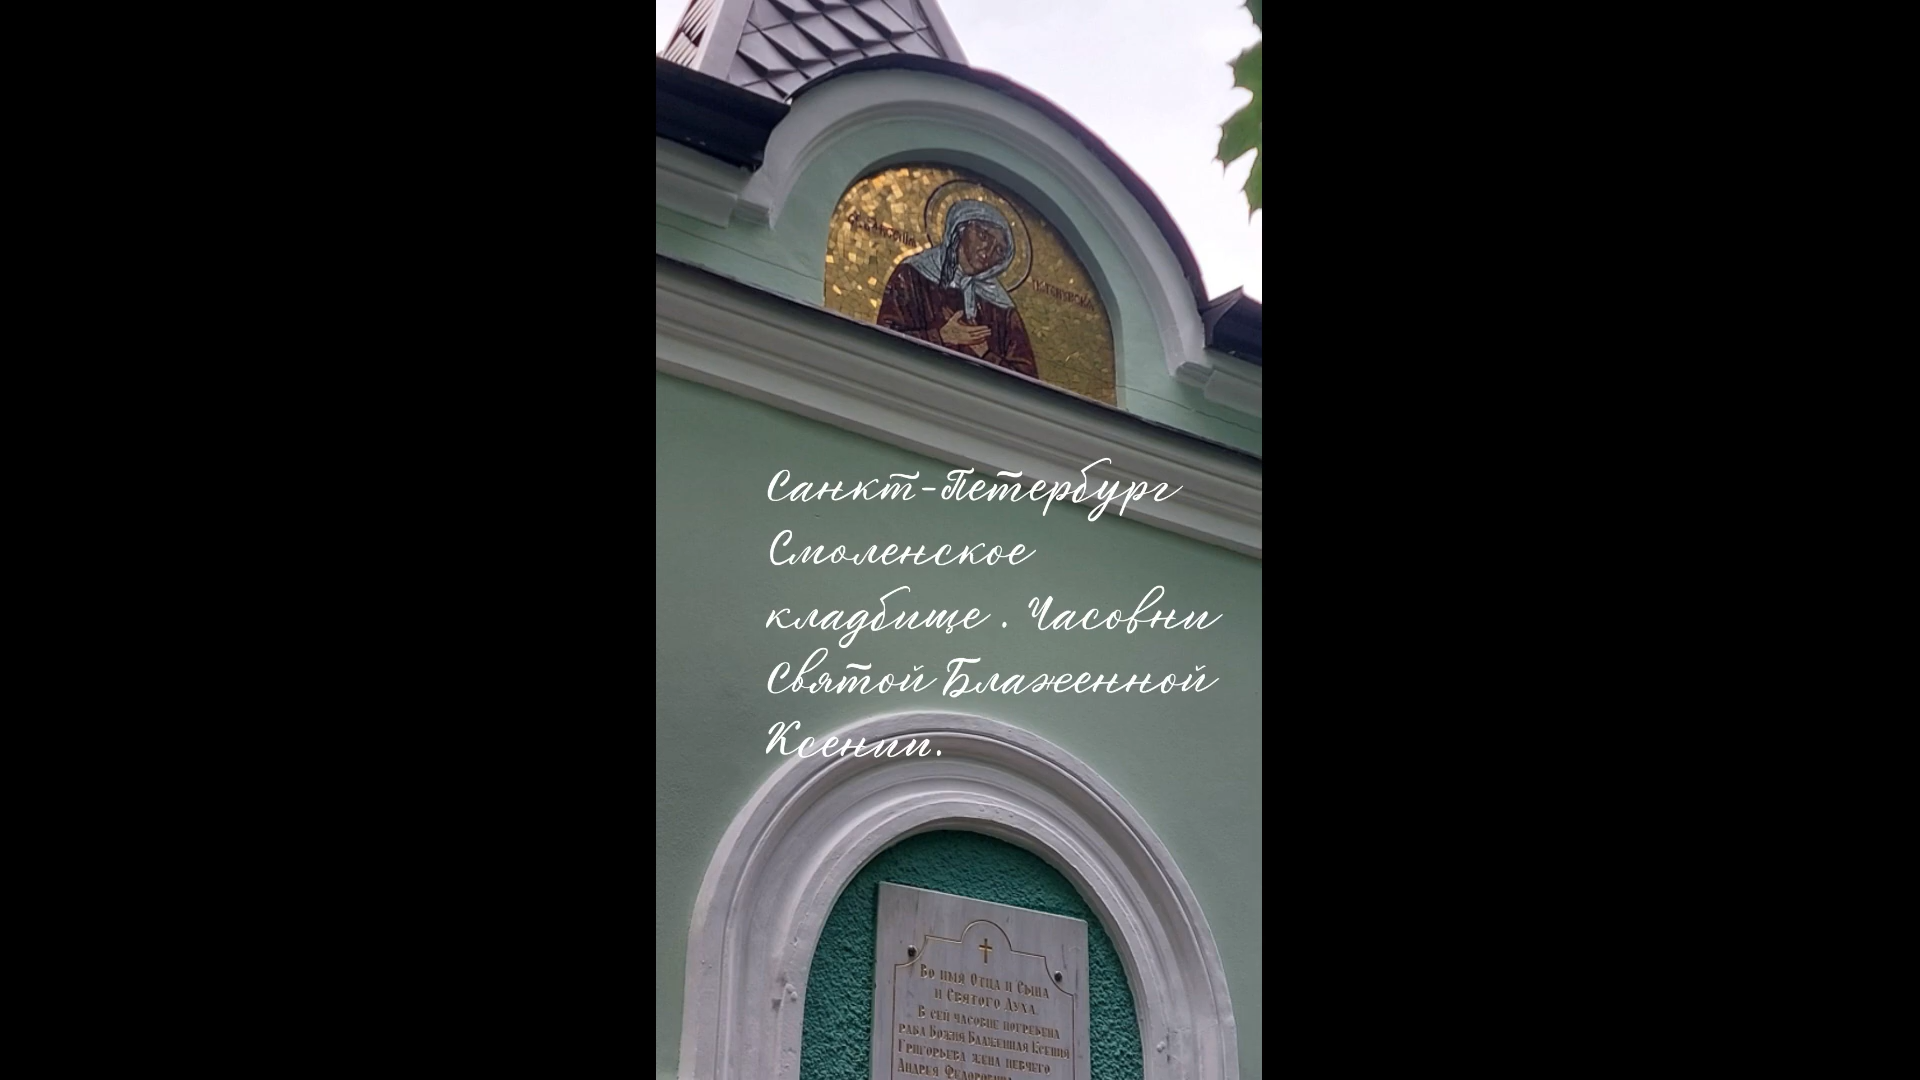 Санкт-Петербург
Смоленское
кладбище . Часовни
Святой Блаженной
Ксении.
Во имя Отца и Сына
и Святого Духа
В сей часовне погребена
раба Божия Блаженная Ксения
Григорьева жена певчего
Андрея